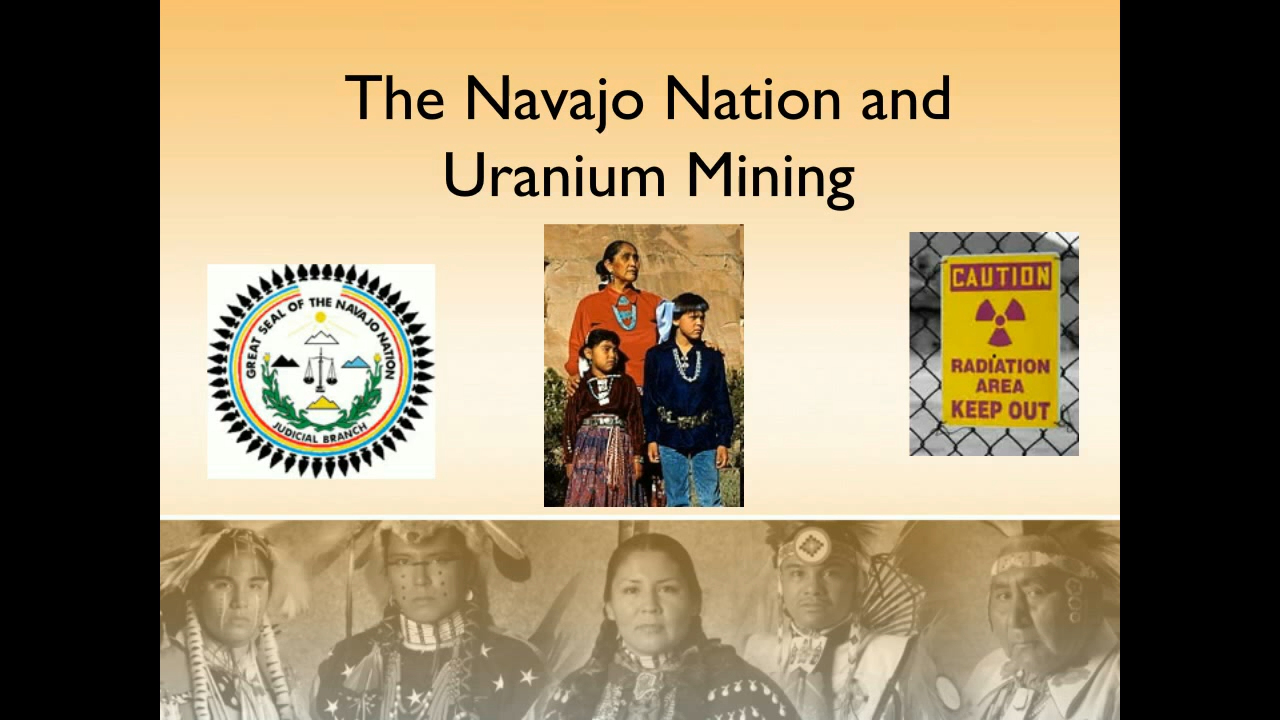 The Navajo Nation and
Uranium Mining
GREAT SEAL OF THE NAVAJO NATION
JUDICIAL BRANCH
CAUTION
RADIATION
AREA
KEEP OUT